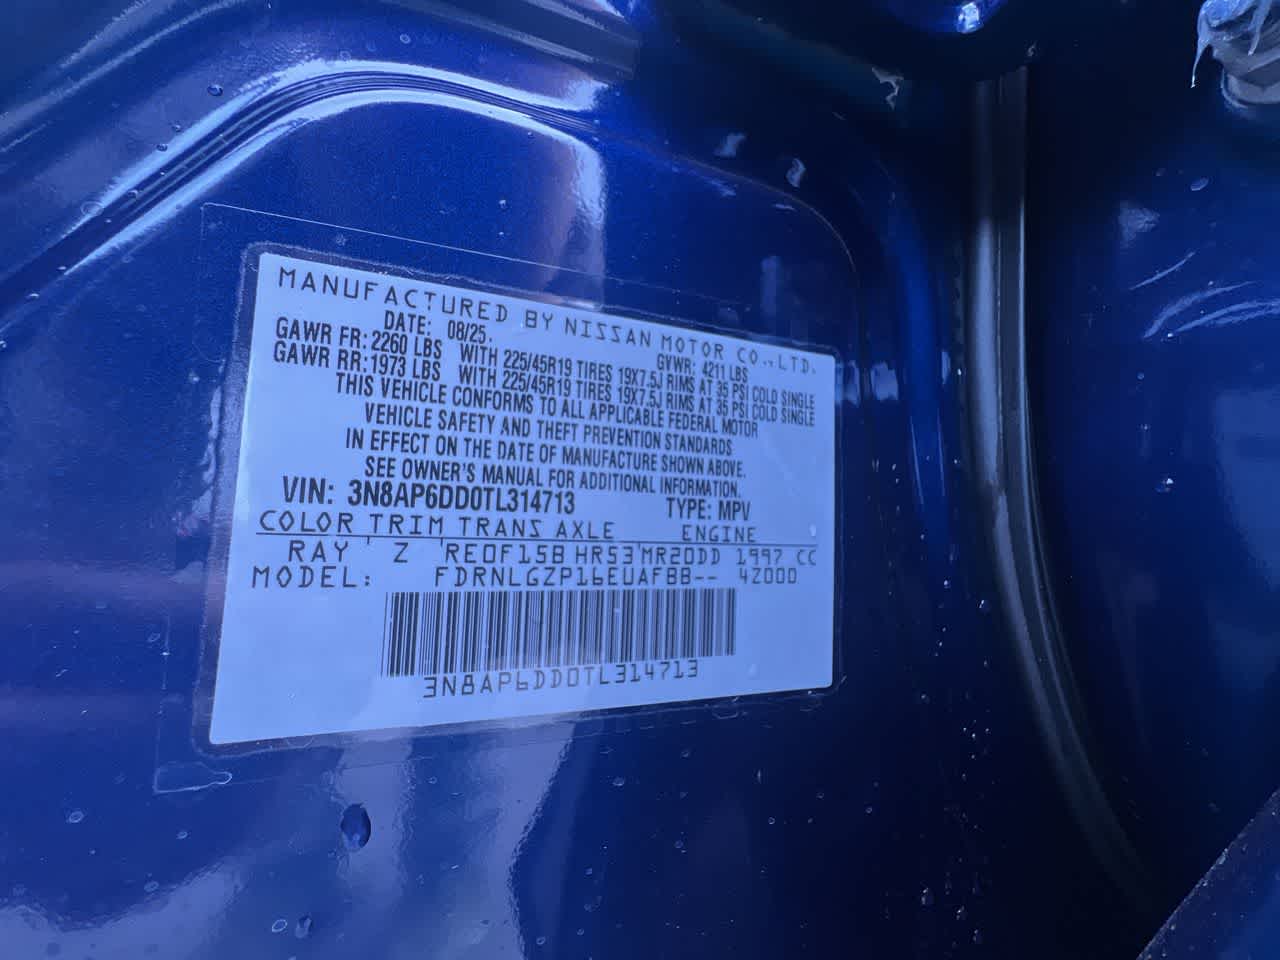 MANUFACTURED BY NISSAN MOTOR CO.,LTD.
DATE: 08/25. GVWR: 4211 LBS
GAWR FR: 2260 LBS WITH 225/45R19 TIRES 19X7.5J RIMS AT 35 PSI COLD SINGLE
GAWR RR: 1973 LBS WITH 225/45R19 TIRES 19X7.5J RIMS AT 35 PSI COLD SINGLE
THIS VEHICLE CONFORMS TO ALL APPLICABLE FEDERAL MOTOR
VEHICLE SAFETY AND THEFT PREVENTION STANDARDS
IN EFFECT ON THE DATE OF MANUFACTURE SHOWN ABOVE.
SEE OWNER'S MANUAL FOR ADDITIONAL INFORMATION.
VIN: 3N8AP6DD0TL314713 TYPE: MPV
COLOR TRIM TRANS AXLE ENGINE
RAY Z RE0F15B HR53 MR20DD 1997 CC
MODEL: FDRNLGZP16EUAFBB-- 4Z000
3N8AP6DD0TL314713